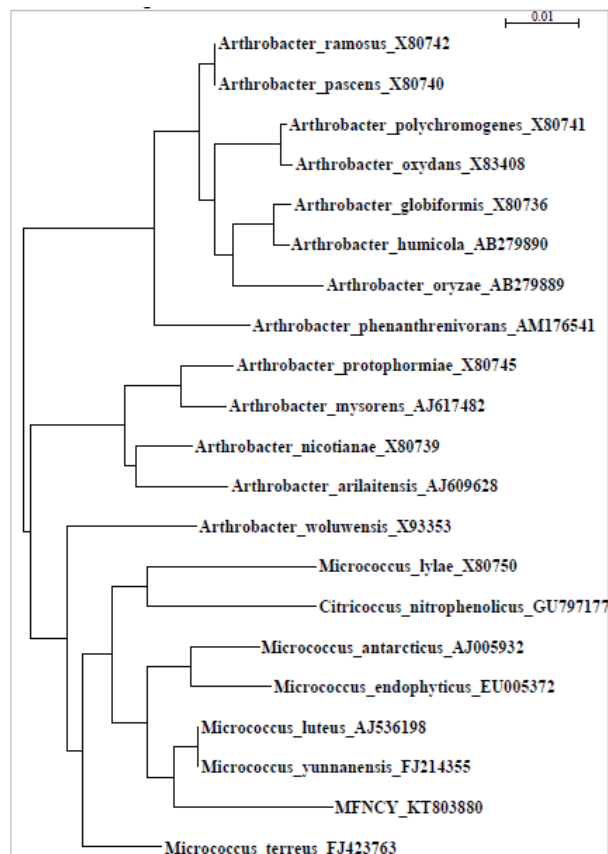 0.01
Arthrobacter_ramosus_X80742
Arthrobacter_pascens_X80740
Arthrobacter_polychromogenes_X80741
Arthrobacter_oxydans_X83408
Arthrobacter_globiformis_X80736
Arthrobacter_humicola_AB279890
Arthrobacter_oryzae_AB279889
Arthrobacter_phenanthrenivorans_AM176541
Arthrobacter_protophormiae_X80745
Arthrobacter_mysorens_AJ617482
Arthrobacter_nicotianae_X80739
Arthrobacter_arilaitensis_AJ609628
Arthrobacter_woluwensis_X93353
Micrococcus_lylae_X80750
Citricoccus_nitrophenolicus_GU797177
Micrococcus_antarcticus_AJ005932
Micrococcus_endophyticus_EU005372
Micrococcus_luteus_AJ536198
Micrococcus_yunnanensis_FJ214355
MFNCY_KT803880
Micrococcus_terreus_FJ423763